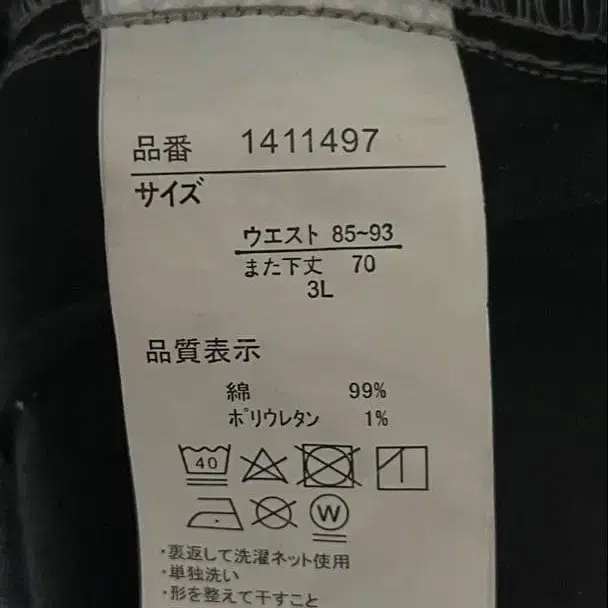 品番 1411497
サイズ
ウエスト 85~93
また下丈 70
3L
品質表示
綿 99%
ポリウレタン 1%
40
W
・裏返して洗濯ネット使用
・単独洗い
・形を整えて干すこと